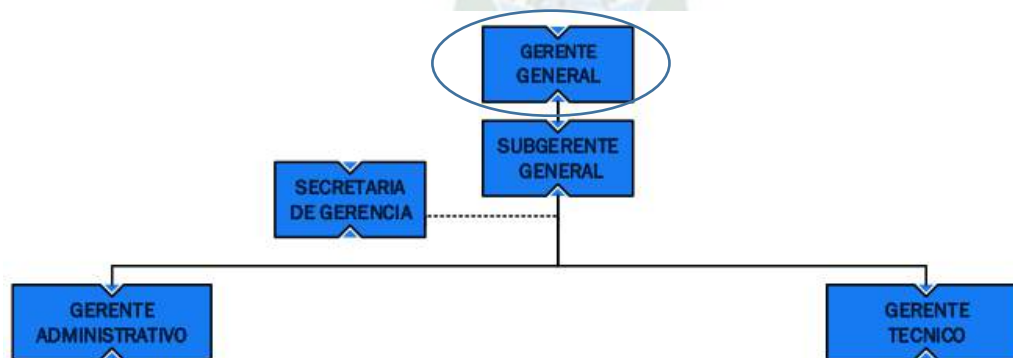 GERENTE
GENERAL
SUBGERENTE
GENERAL
SECRETARIA
DE GERENCIA
GERENTE
ADMINISTRATIVO
GERENTE
TECNICO